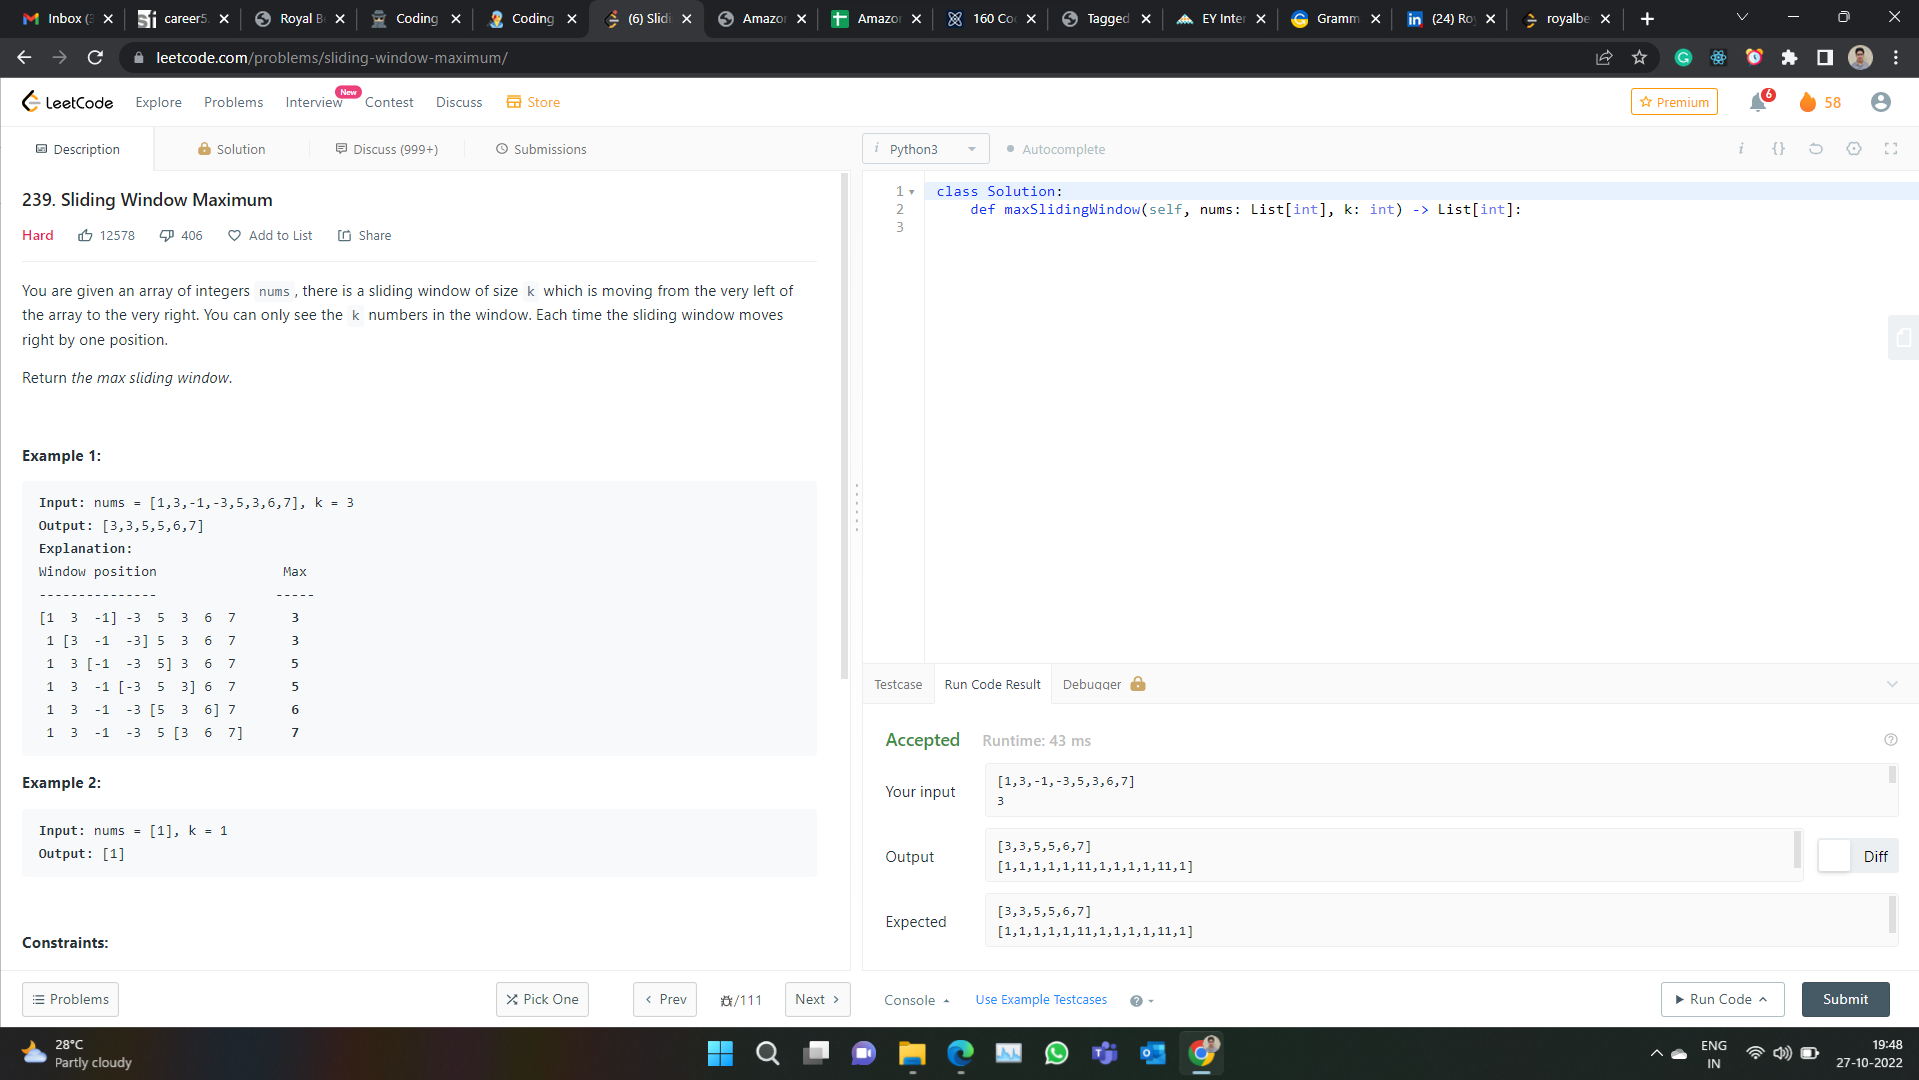 Inbox (3
career5.
Royal B
Coding
Coding
(6) Slidi
Amazon
Amazon
160 Co
Tagged
EY Inter
Gramm
(24) Ro
royalbe
leetcode.com/problems/sliding-window-maximum/
LeetCode Explore Problems Interview New Contest Discuss Store
Premium 6 58
Description Solution Discuss (999+) Submissions
i Python3 Autocomplete i {}
239. Sliding Window Maximum
Hard 12578 406 Add to List Share
You are given an array of integers nums, there is a sliding window of size k which is moving from the very left of
the array to the very right. You can only see the k numbers in the window. Each time the sliding window moves
right by one position.
Return the max sliding window.
Example 1:
Input: nums = [1,3,-1,-3,5,3,6,7], k = 3
Output: [3,3,5,5,6,7]
Explanation:
Window position                Max
---------------               -----
[1  3  -1] -3  5  3  6  7       3
 1 [3  -1  -3] 5  3  6  7       3
 1  3 [-1  -3  5] 3  6  7       5
 1  3  -1 [-3  5  3] 6  7       5
 1  3  -1  -3 [5  3  6] 7       6
 1  3  -1  -3  5 [3  6  7]      7
Example 2:
Input: nums = [1], k = 1
Output: [1]
Constraints:
Problems Pick One Prev /111 Next
1 class Solution:
2     def maxSlidingWindow(self, nums: List[int], k: int) -> List[int]:
3
Testcase Run Code Result Debugger
Accepted Runtime: 43 ms
Your input
[1,3,-1,-3,5,3,6,7]
3
Output
[3,3,5,5,6,7]
[1,1,1,1,1,11,1,1,1,1,11,1]
Diff
Expected
[3,3,5,5,6,7]
[1,1,1,1,1,11,1,1,1,1,11,1]
Console Use Example Testcases Run Code Submit
28°C
Partly cloudy
ENG
IN
19:48
27-10-2022